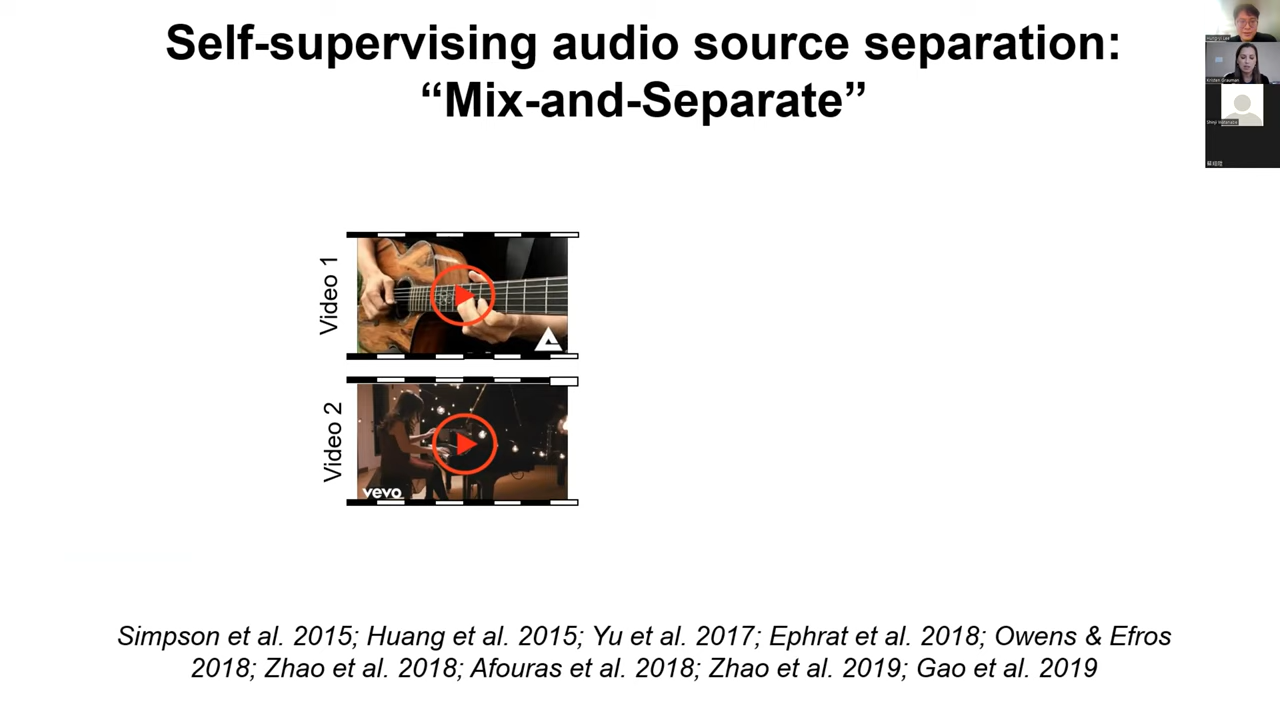 Self-supervising audio source separation:
“Mix-and-Separate”
Video 1
Video 2
vevo
Simpson et al. 2015; Huang et al. 2015; Yu et al. 2017; Ephrat et al. 2018; Owens & Efros
2018; Zhao et al. 2018; Afouras et al. 2018; Zhao et al. 2019; Gao et al. 2019
Kristen Grauman